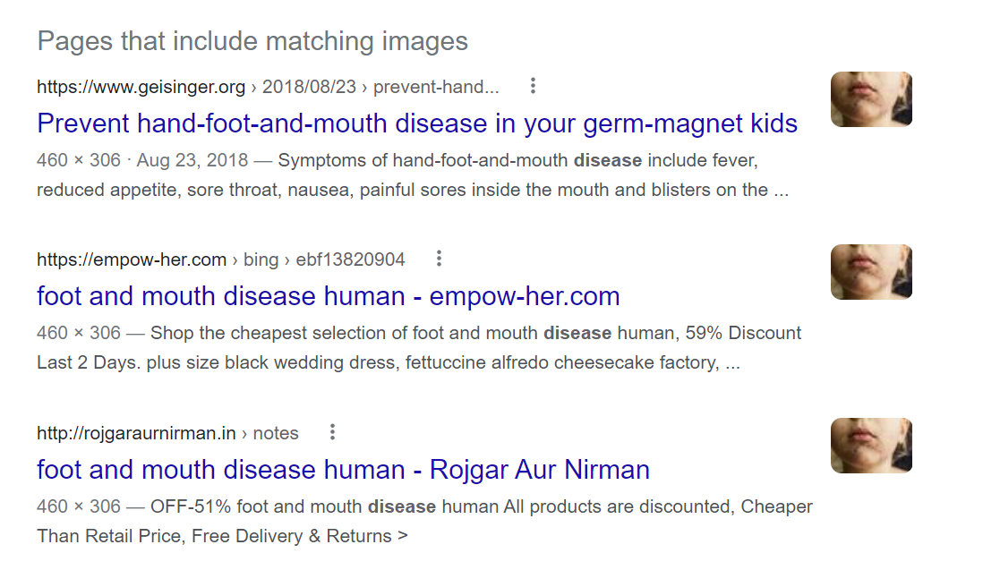 Pages that include matching images
https://www.geisinger.org › 2018/08/23 › prevent-hand...
Prevent hand-foot-and-mouth disease in your germ-magnet kids
460 × 306 · Aug 23, 2018 — Symptoms of hand-foot-and-mouth disease include fever,
reduced appetite, sore throat, nausea, painful sores inside the mouth and blisters on the ...
https://empow-her.com › bing › ebf13820904
foot and mouth disease human - empow-her.com
460 × 306 — Shop the cheapest selection of foot and mouth disease human, 59% Discount
Last 2 Days. plus size black wedding dress, fettuccine alfredo cheesecake factory, ...
http://rojgaraurnirman.in › notes
foot and mouth disease human - Rojgar Aur Nirman
460 × 306 — OFF-51% foot and mouth disease human All products are discounted, Cheaper
Than Retail Price, Free Delivery & Returns >